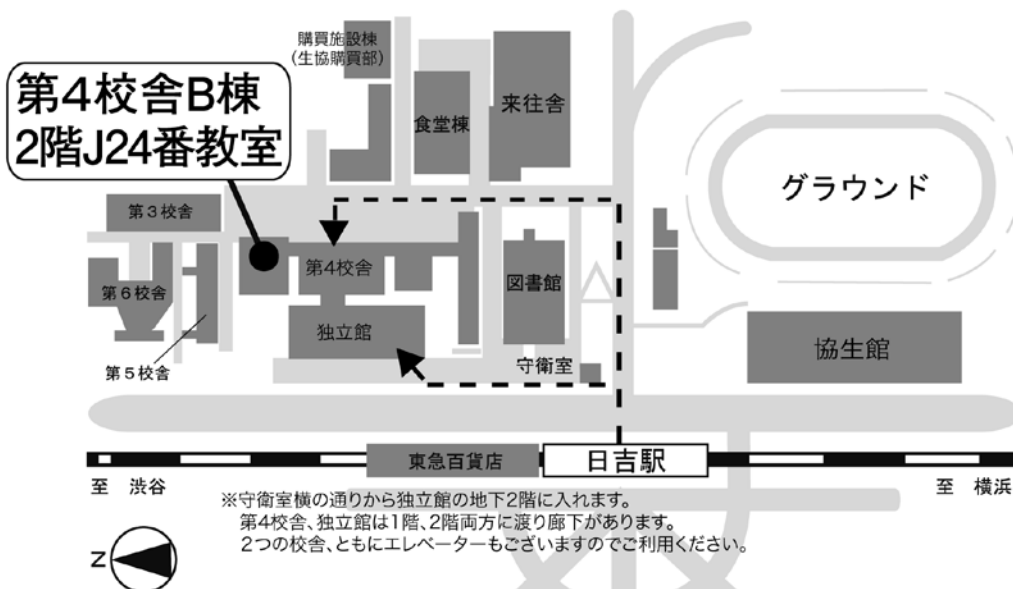 購買施設棟
(生協購買部)
第4校舎B棟
2階J24番教室
食堂棟
来往舎
グラウンド
第3校舎
第4校舎
図書館
第6校舎
独立館
協生館
第5校舎
守衛室
東急百貨店
日吉駅
至 渋谷
至 横浜
※守衛室横の通りから独立館の地下2階に入れます。
第4校舎、独立館は1階、2階両方に渡り廊下があります。
2つの校舎、ともにエレベーターもございますのでご利用ください。
N